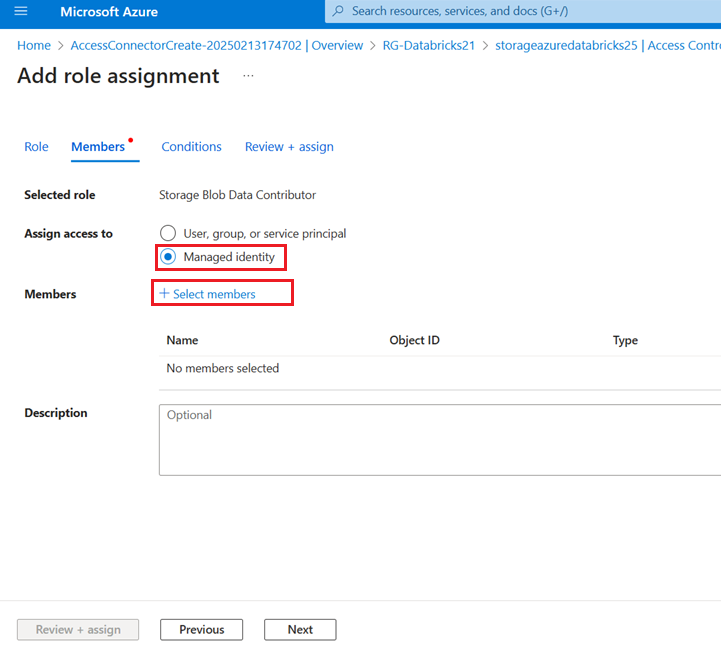 Microsoft Azure
Search resources, services, and docs (G+/)
Home > AccessConnectorCreate-20250213174702 | Overview > RG-Databricks21 > storageazuredatabricks25 | Access Contro
Add role assignment ...
Role Members Conditions Review + assign
Selected role Storage Blob Data Contributor
Assign access to User, group, or service principal
Managed identity
Members + Select members
Name Object ID Type
No members selected
Description Optional
Review + assign Previous Next